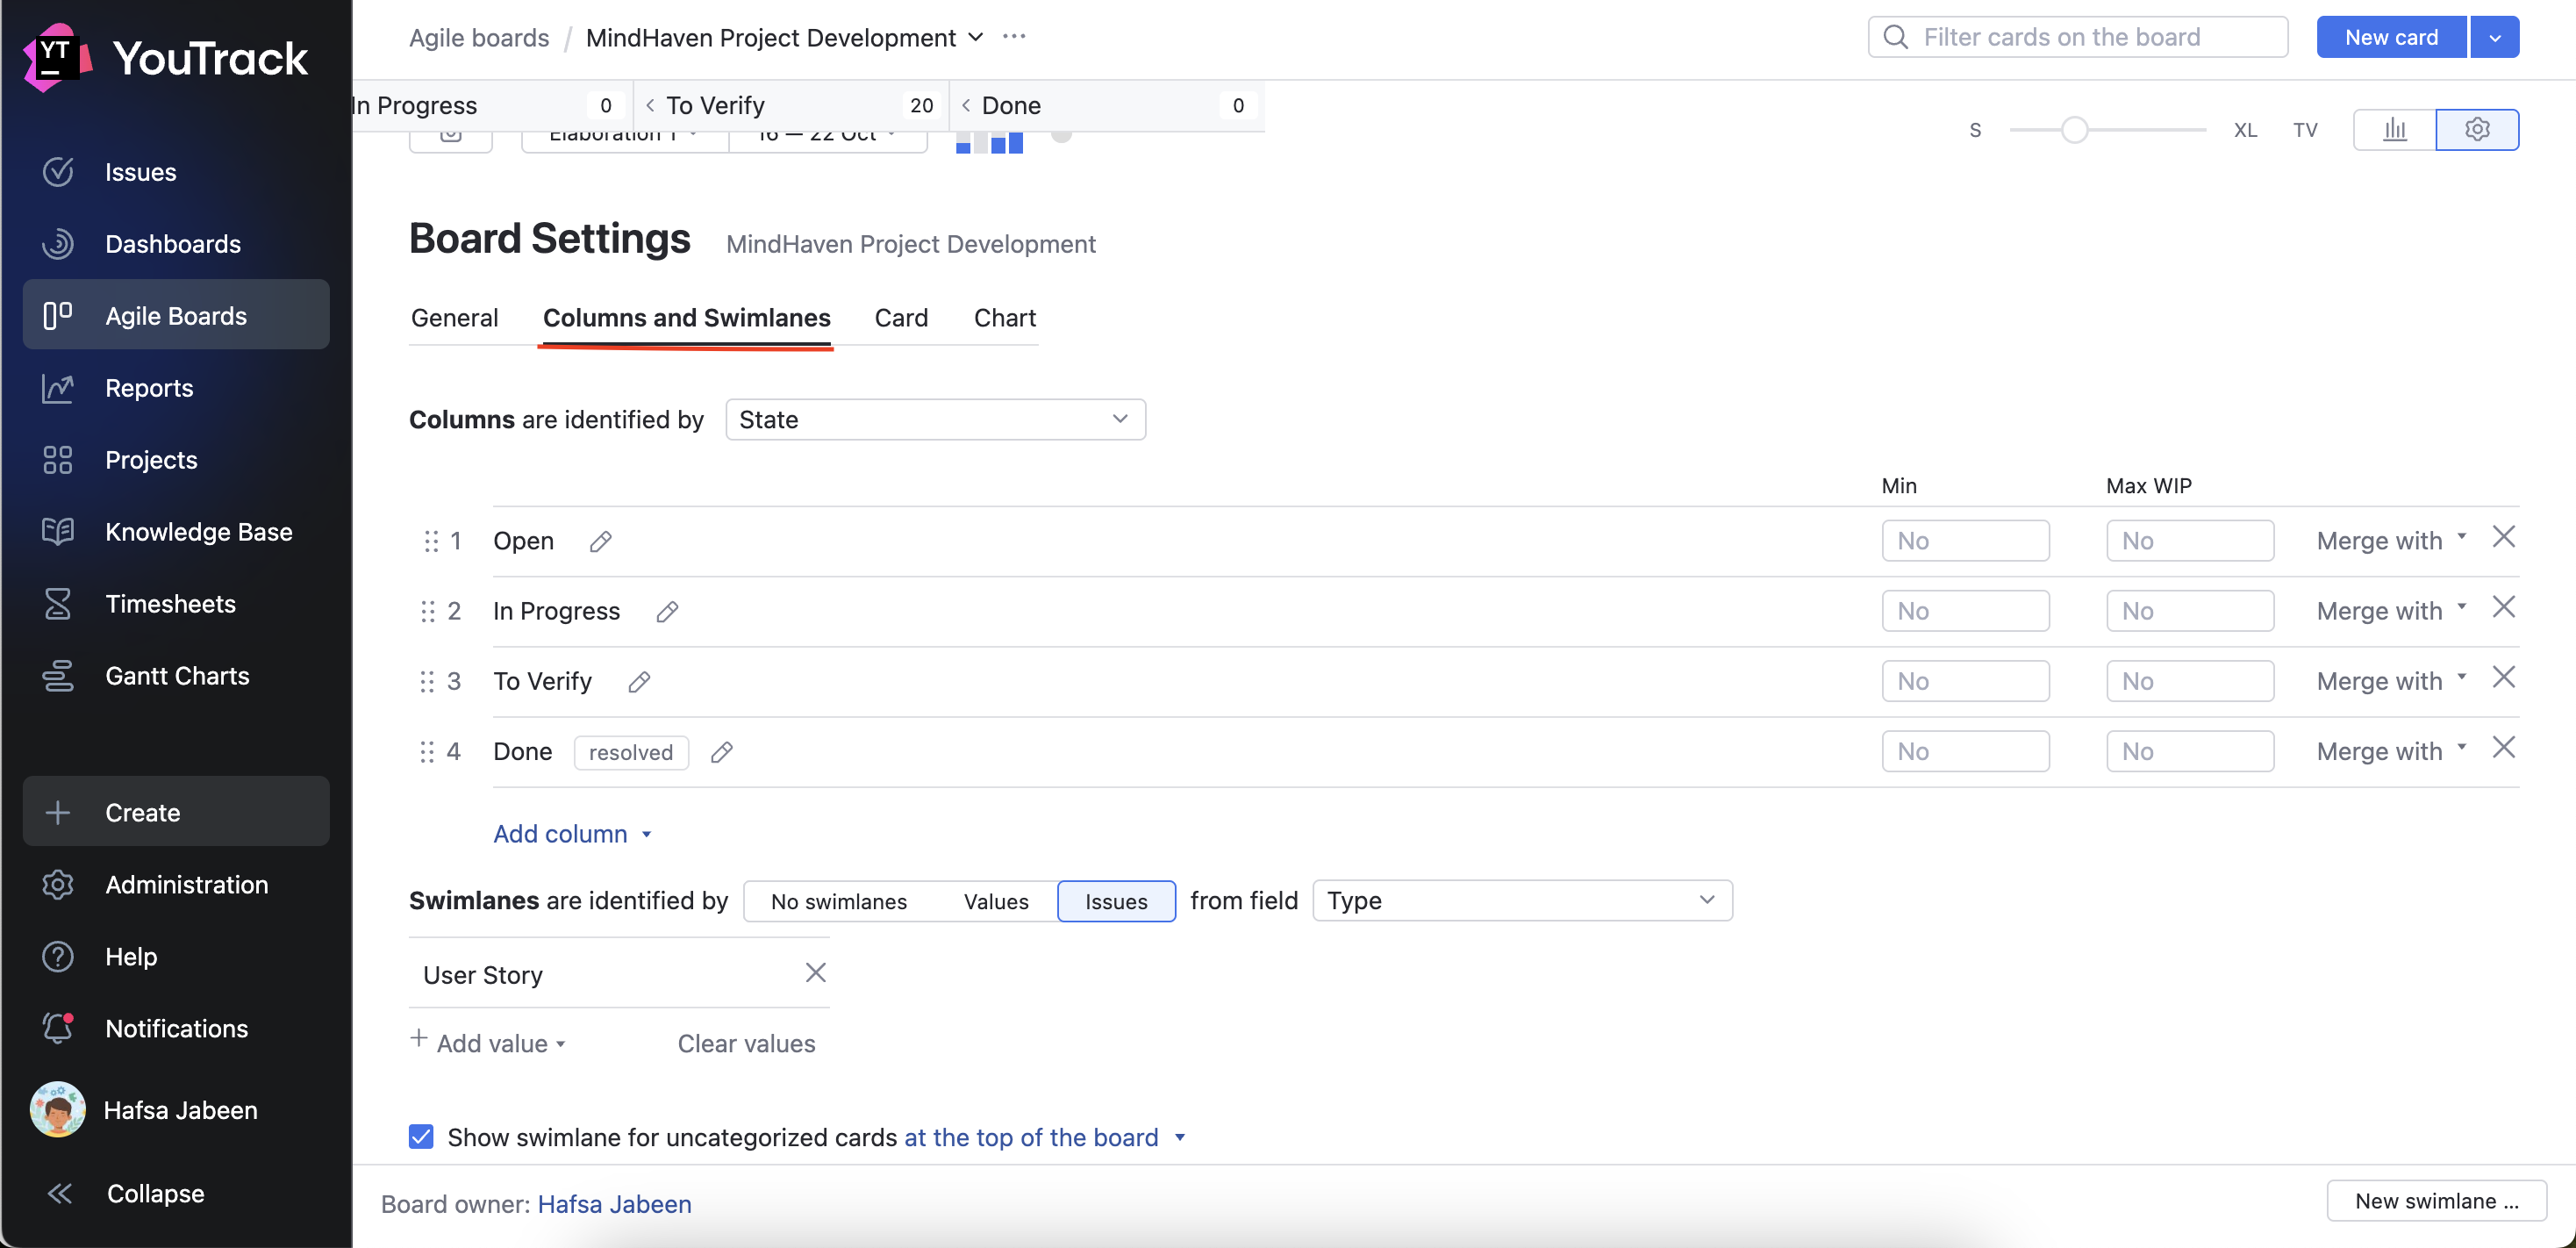 YT YouTrack
Agile boards / MindHaven Project Development
Filter cards on the board
New card
In Progress 0 To Verify 20 Done 0
Elaboration 1 16 — 22 Oct
S XL TV
Issues
Dashboards
Agile Boards
Reports
Projects
Knowledge Base
Timesheets
Gantt Charts
Create
Administration
Help
Notifications
Hafsa Jabeen
Collapse
Board Settings MindHaven Project Development
General Columns and Swimlanes Card Chart
Columns are identified by State
Min Max WIP
1 Open No No Merge with
2 In Progress No No Merge with
3 To Verify No No Merge with
4 Done resolved No No Merge with
Add column
Swimlanes are identified by No swimlanes Values Issues from field Type
User Story
+ Add value Clear values
Show swimlane for uncategorized cards at the top of the board
Board owner: Hafsa Jabeen
New swimlane ...